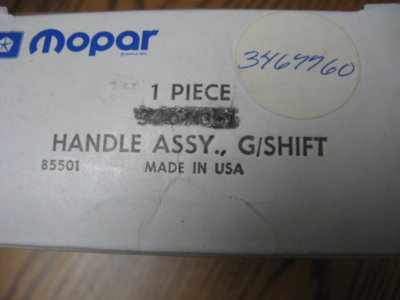 Mopar
3467760
1 PIECE
HANDLE ASSY., G/SHIFT
85501 MADE IN USA